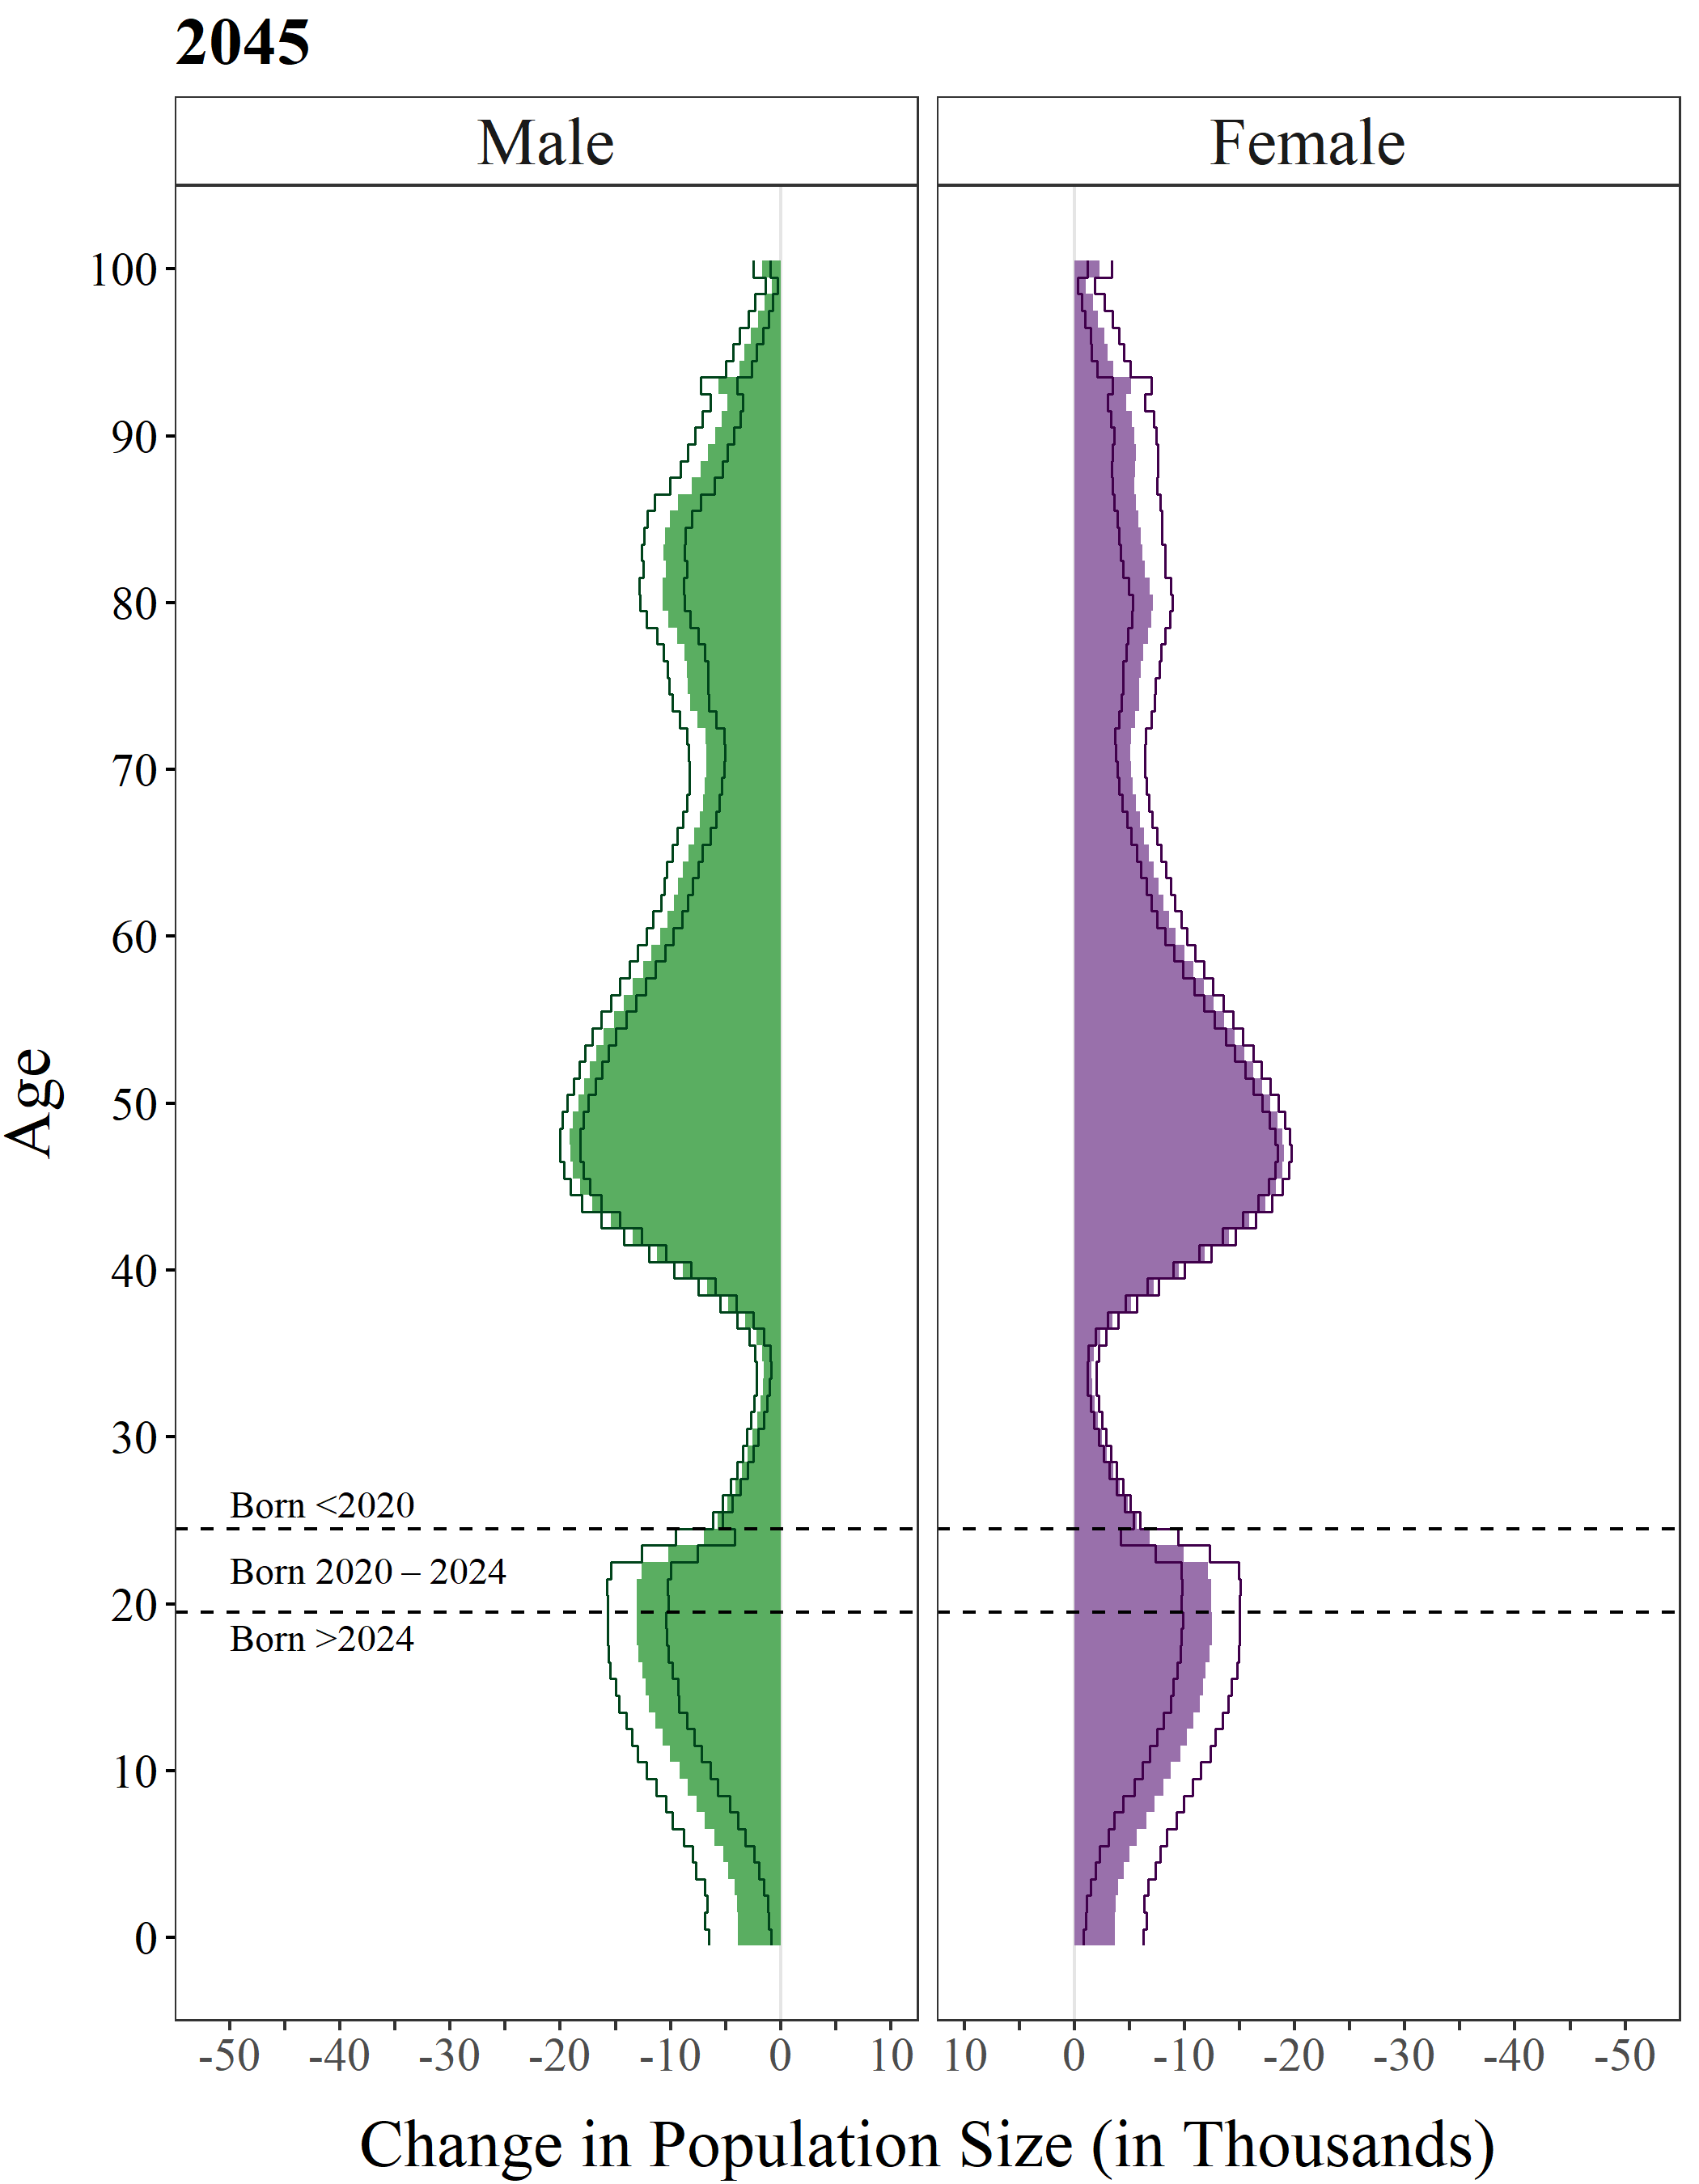 2045
Male
Female
Age
100
90
80
70
60
50
40
30
20
10
0
Born <2020
Born 2020 – 2024
Born >2024
-50 -40 -30 -20 -10 0 10
10 0 -10 -20 -30 -40 -50
Change in Population Size (in Thousands)